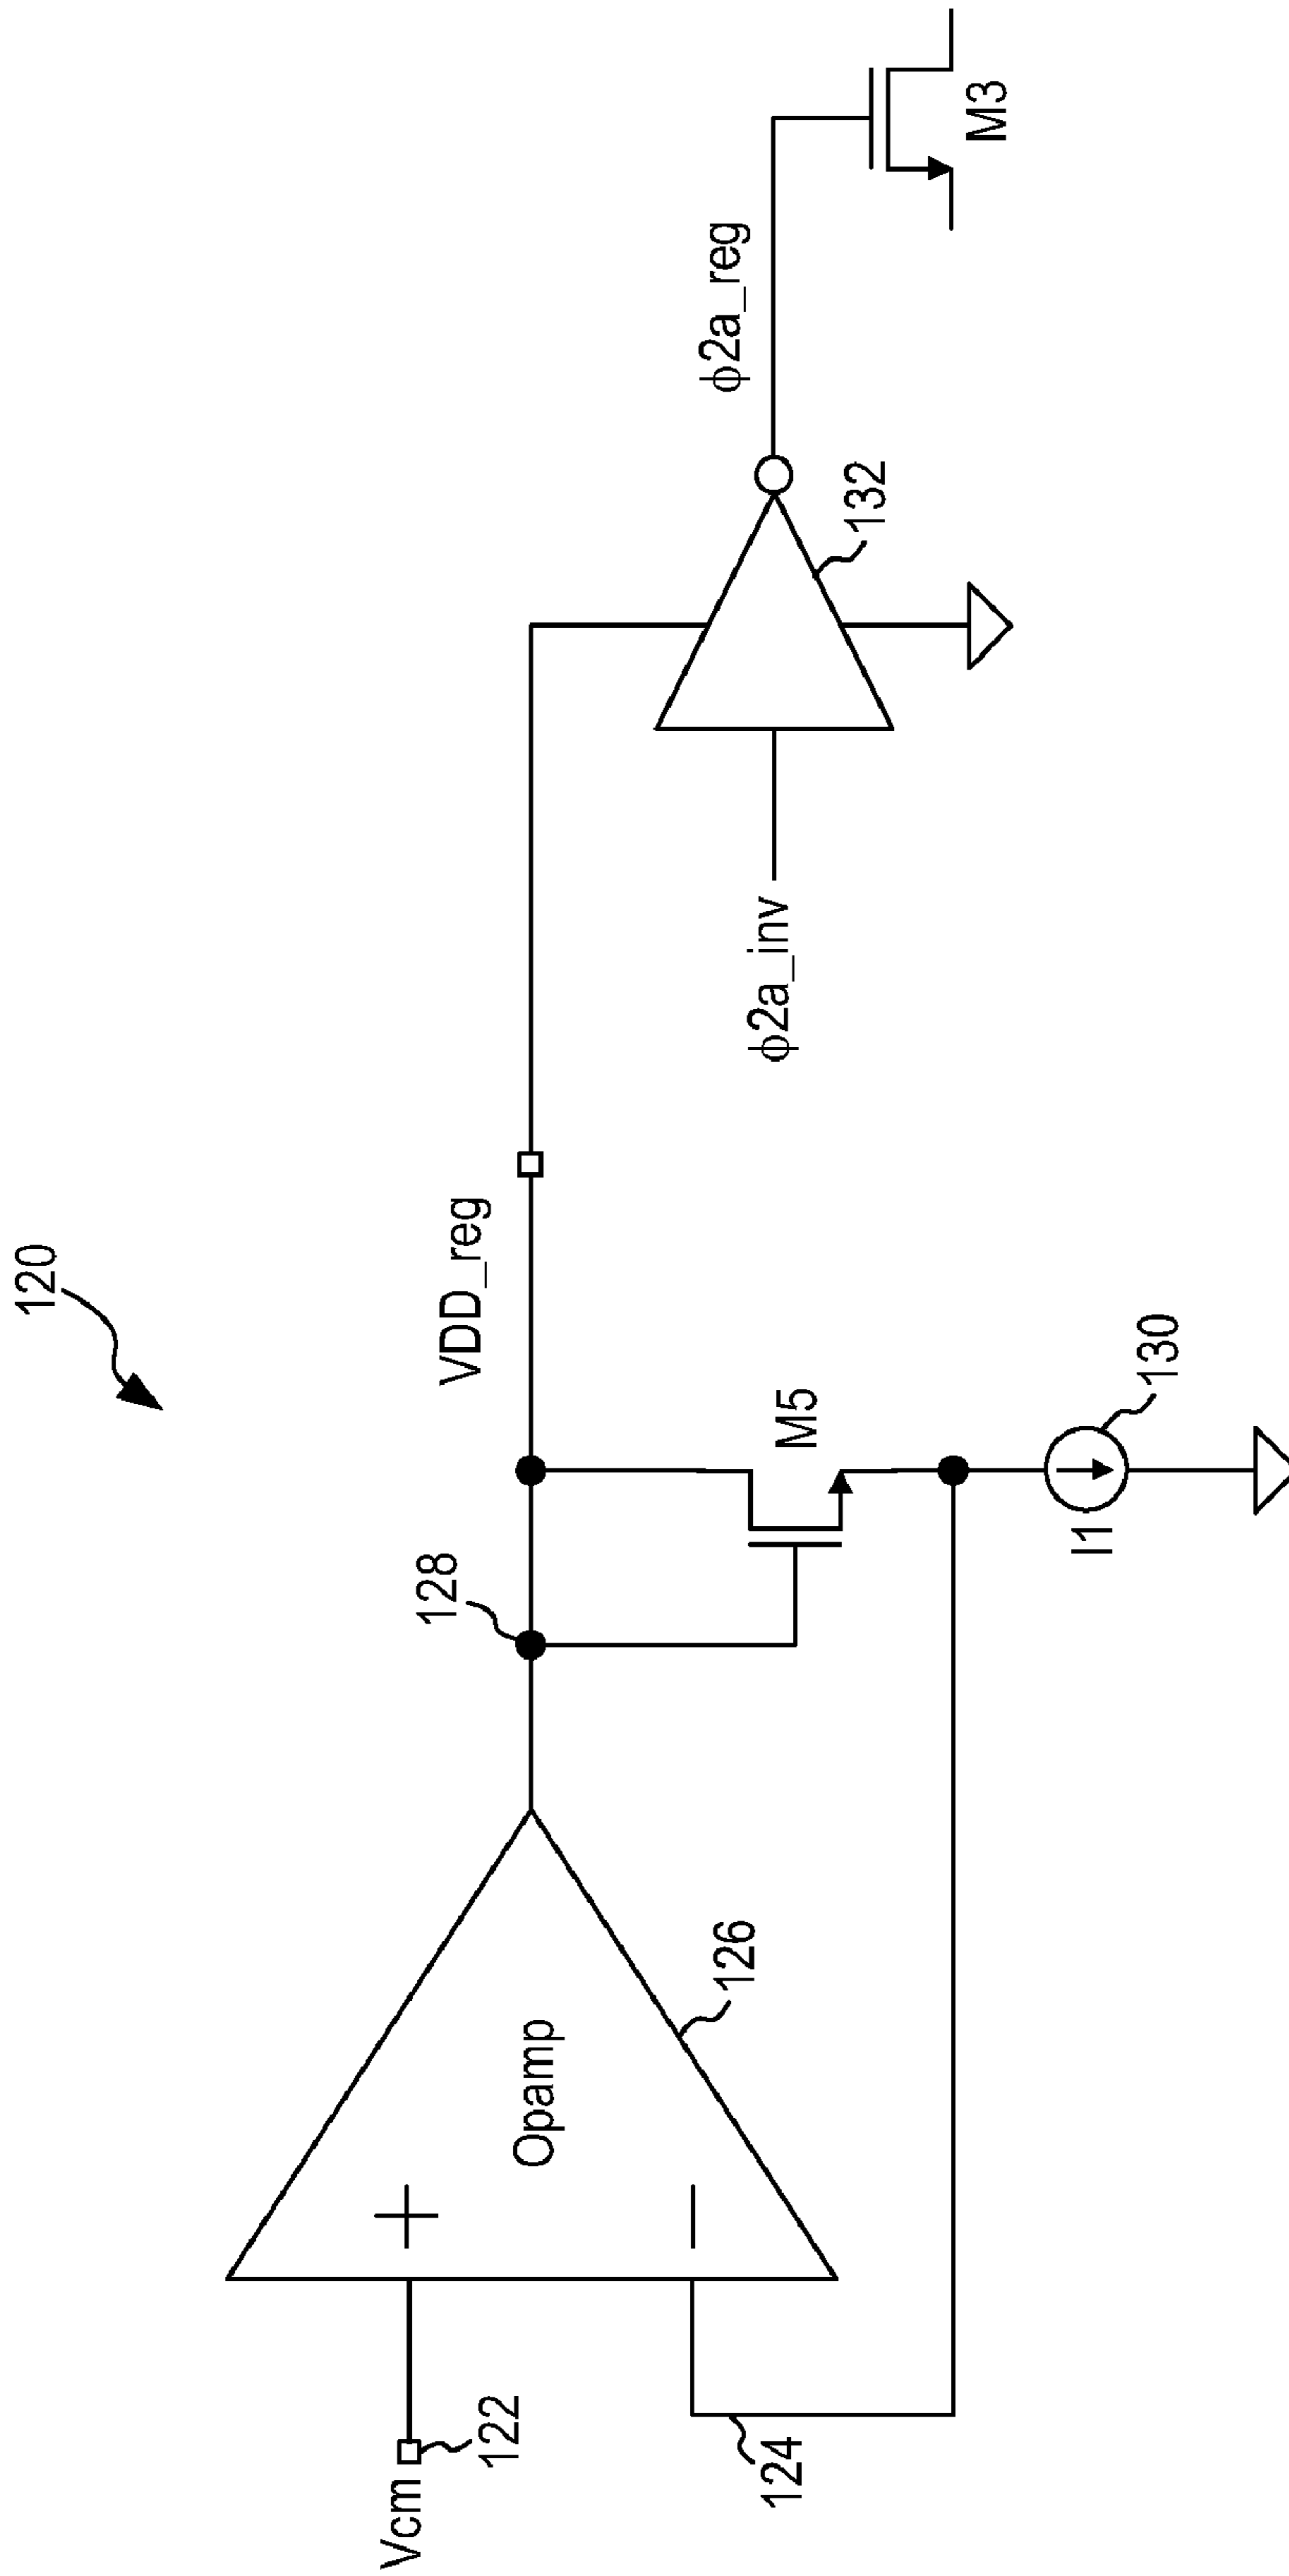 120
Vcm
122
124
+
−
Opamp
126
128
VDD_reg
M5
I1
130
ϕ2a_inv
132
ϕ2a_reg
M3